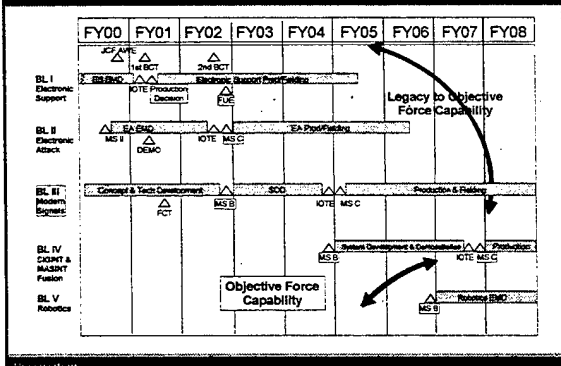 FY00 FY01 FY02 FY03 FY04 FY05 FY06 FY07 FY08
JCF AWE
1st BCT 2nd BCT
BL I
Electronic
Support
ES EMD
Electronic Support Prod/Fielding
IOTE Production
Decision
FUE
Legacy to Objective
Force Capability
BL II
Electronic
Attack
EA EMD
EA Prod/Fielding
MS II
DEMO
IOTE
MS C
BL III
Modern
Signals
Concept & Tech Development
SDD
Production & Fielding
FCT
MS B
IOTE
MS C
BL IV
SIGINT &
MASINT
Fusion
System Development & Demonstration
Production
MS B
IOTE
MS C
Objective Force
Capability
BL V
Robotics
Robotics EMD
MS B